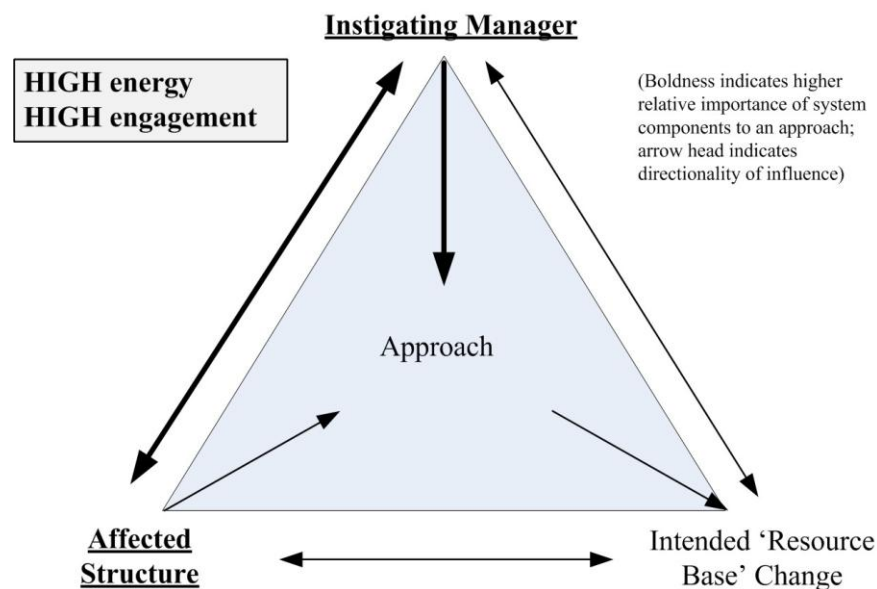 Instigating Manager
HIGH energy
HIGH engagement
(Boldness indicates higher
relative importance of system
components to an approach;
arrow head indicates
directionality of influence)
Approach
Affected
Structure
Intended ‘Resource
Base’ Change